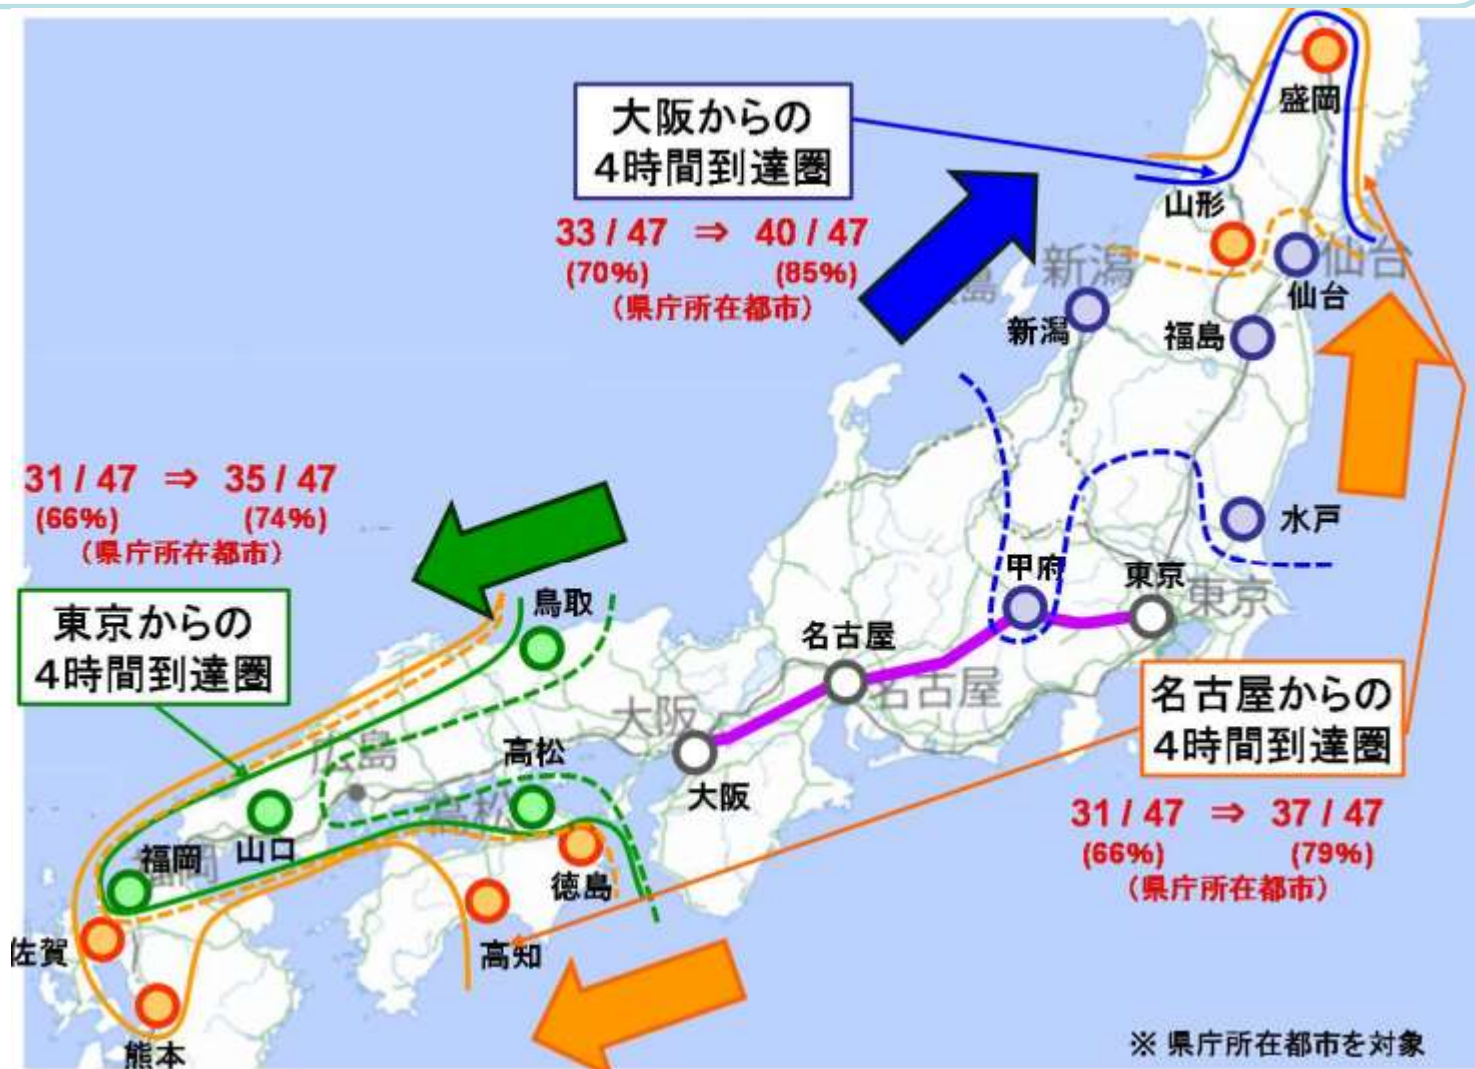 盛岡
大阪からの
4時間到達圏
33 / 47 ⇒ 40 / 47
(70%) (85%)
(県庁所在都市)
山形
仙台
仙台
新潟
新潟
福島
31 / 47 ⇒ 35 / 47
(66%) (74%)
(県庁所在都市)
水戸
東京からの
4時間到達圏
鳥取
甲府
東京
東京
名古屋
名古屋
名古屋からの
4時間到達圏
31 / 47 ⇒ 37 / 47
(66%) (79%)
(県庁所在都市)
大阪
大阪
広島
高松
高松
山口
福岡
福岡
徳島
高知
佐賀
熊本
※ 県庁所在都市を対象